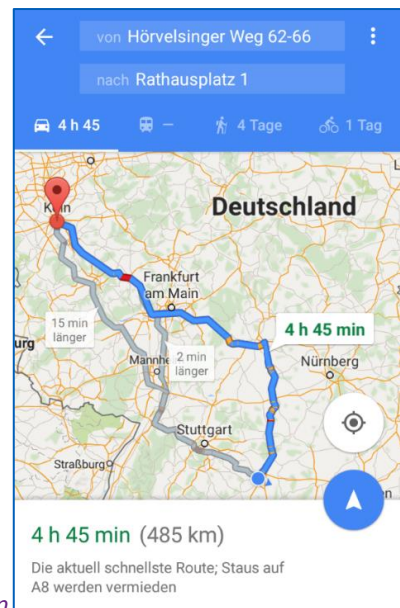 von Hörvelsinger Weg 62-66
nach Rathausplatz 1
4 h 45
—
4 Tage
1 Tag
Deutschland
Köln
Frankfurt
am Main
15 min
länger
4 h 45 min
2 min
länger
Nürnberg
Stuttgart
Straßburg
4 h 45 min (485 km)
Die aktuell schnellste Route; Staus auf
A8 werden vermieden